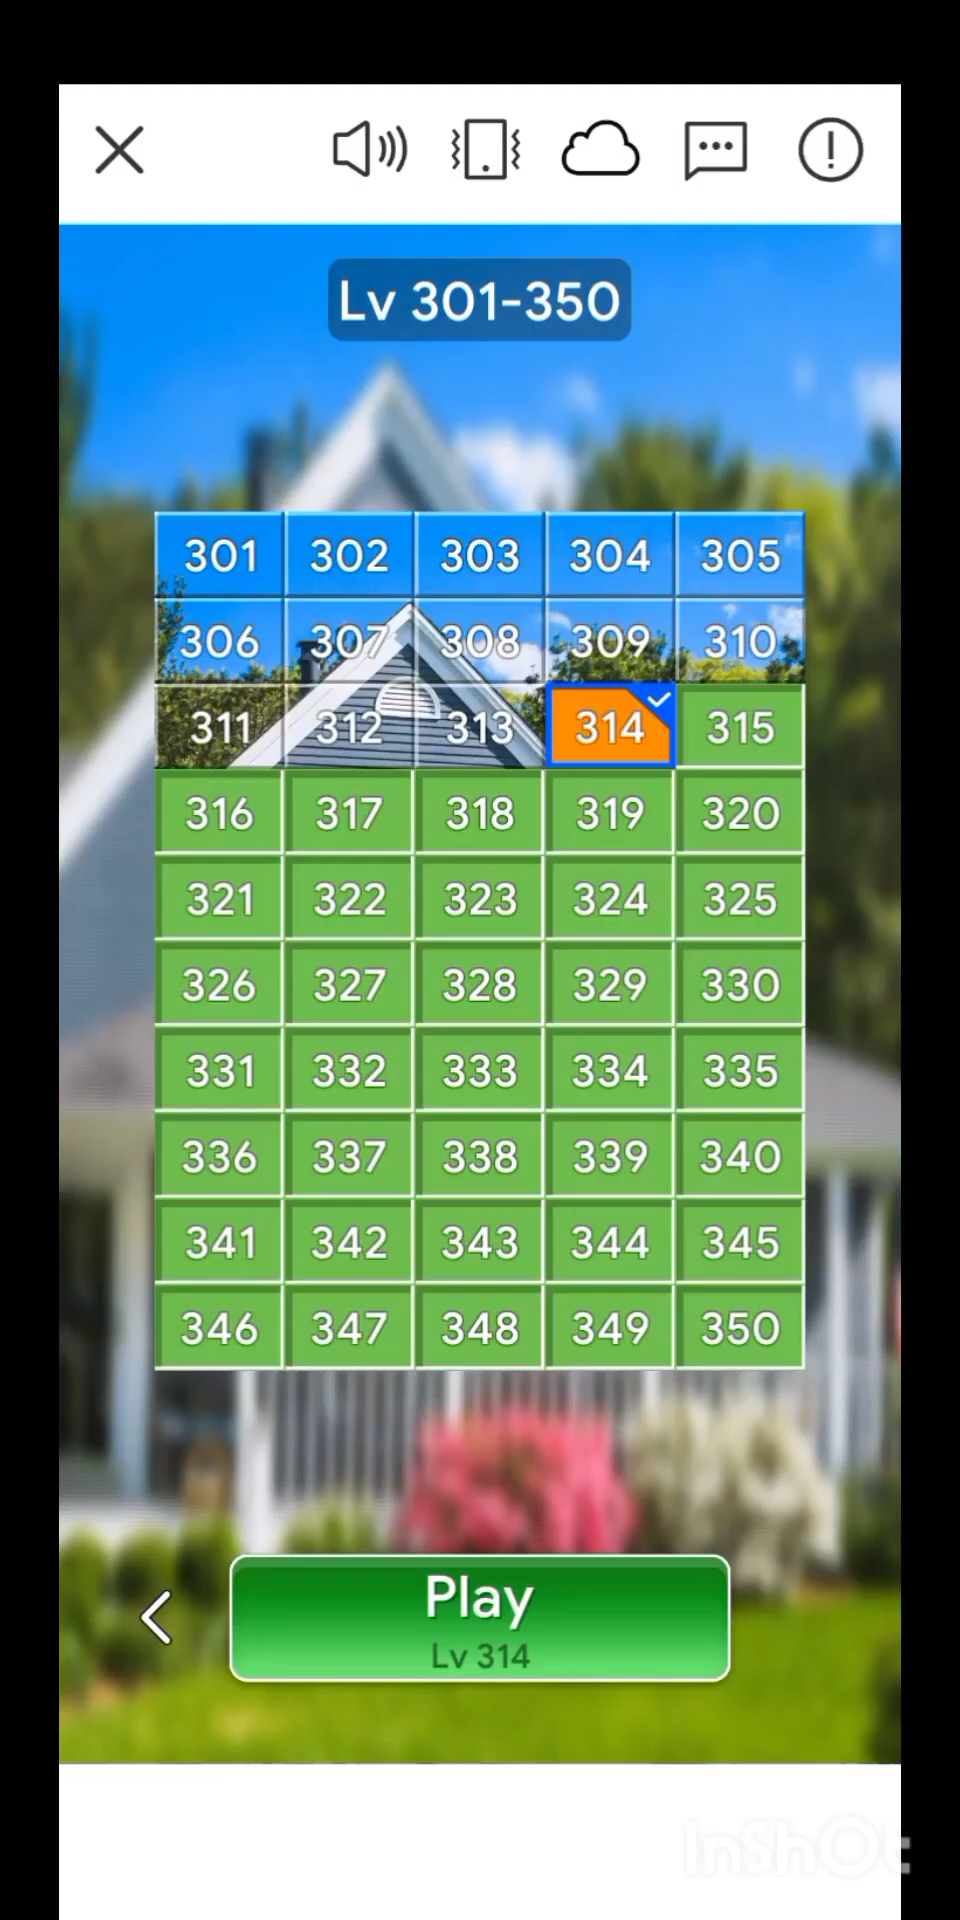 Lv 301-350
301 302 303 304 305
306 307 308 309 310
311 312 313 314 315
316 317 318 319 320
321 322 323 324 325
326 327 328 329 330
331 332 333 334 335
336 337 338 339 340
341 342 343 344 345
346 347 348 349 350
Play
Lv 314
InShOt